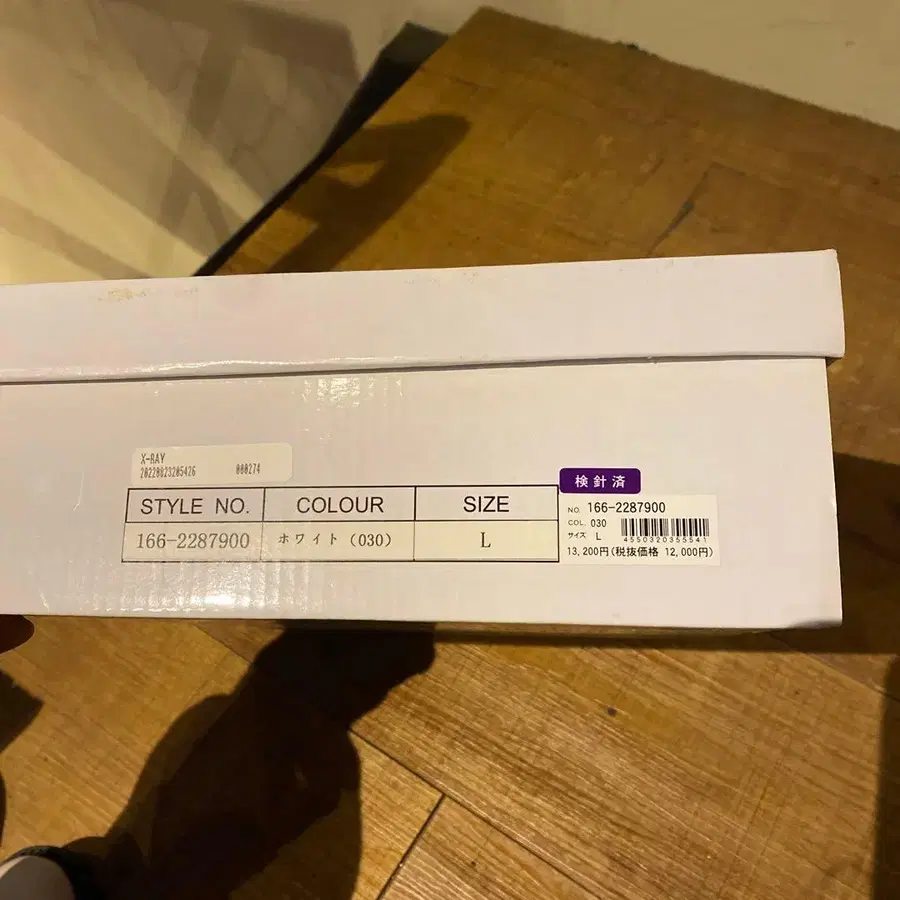 X-RAY
20220823205426 000274
STYLE NO. COLOUR SIZE
166-2287900 ホワイト(030) L
検針済
NO. 166-2287900
COL. 030
サイズ L
4550320355541
13,200円(税抜価格 12,000円)